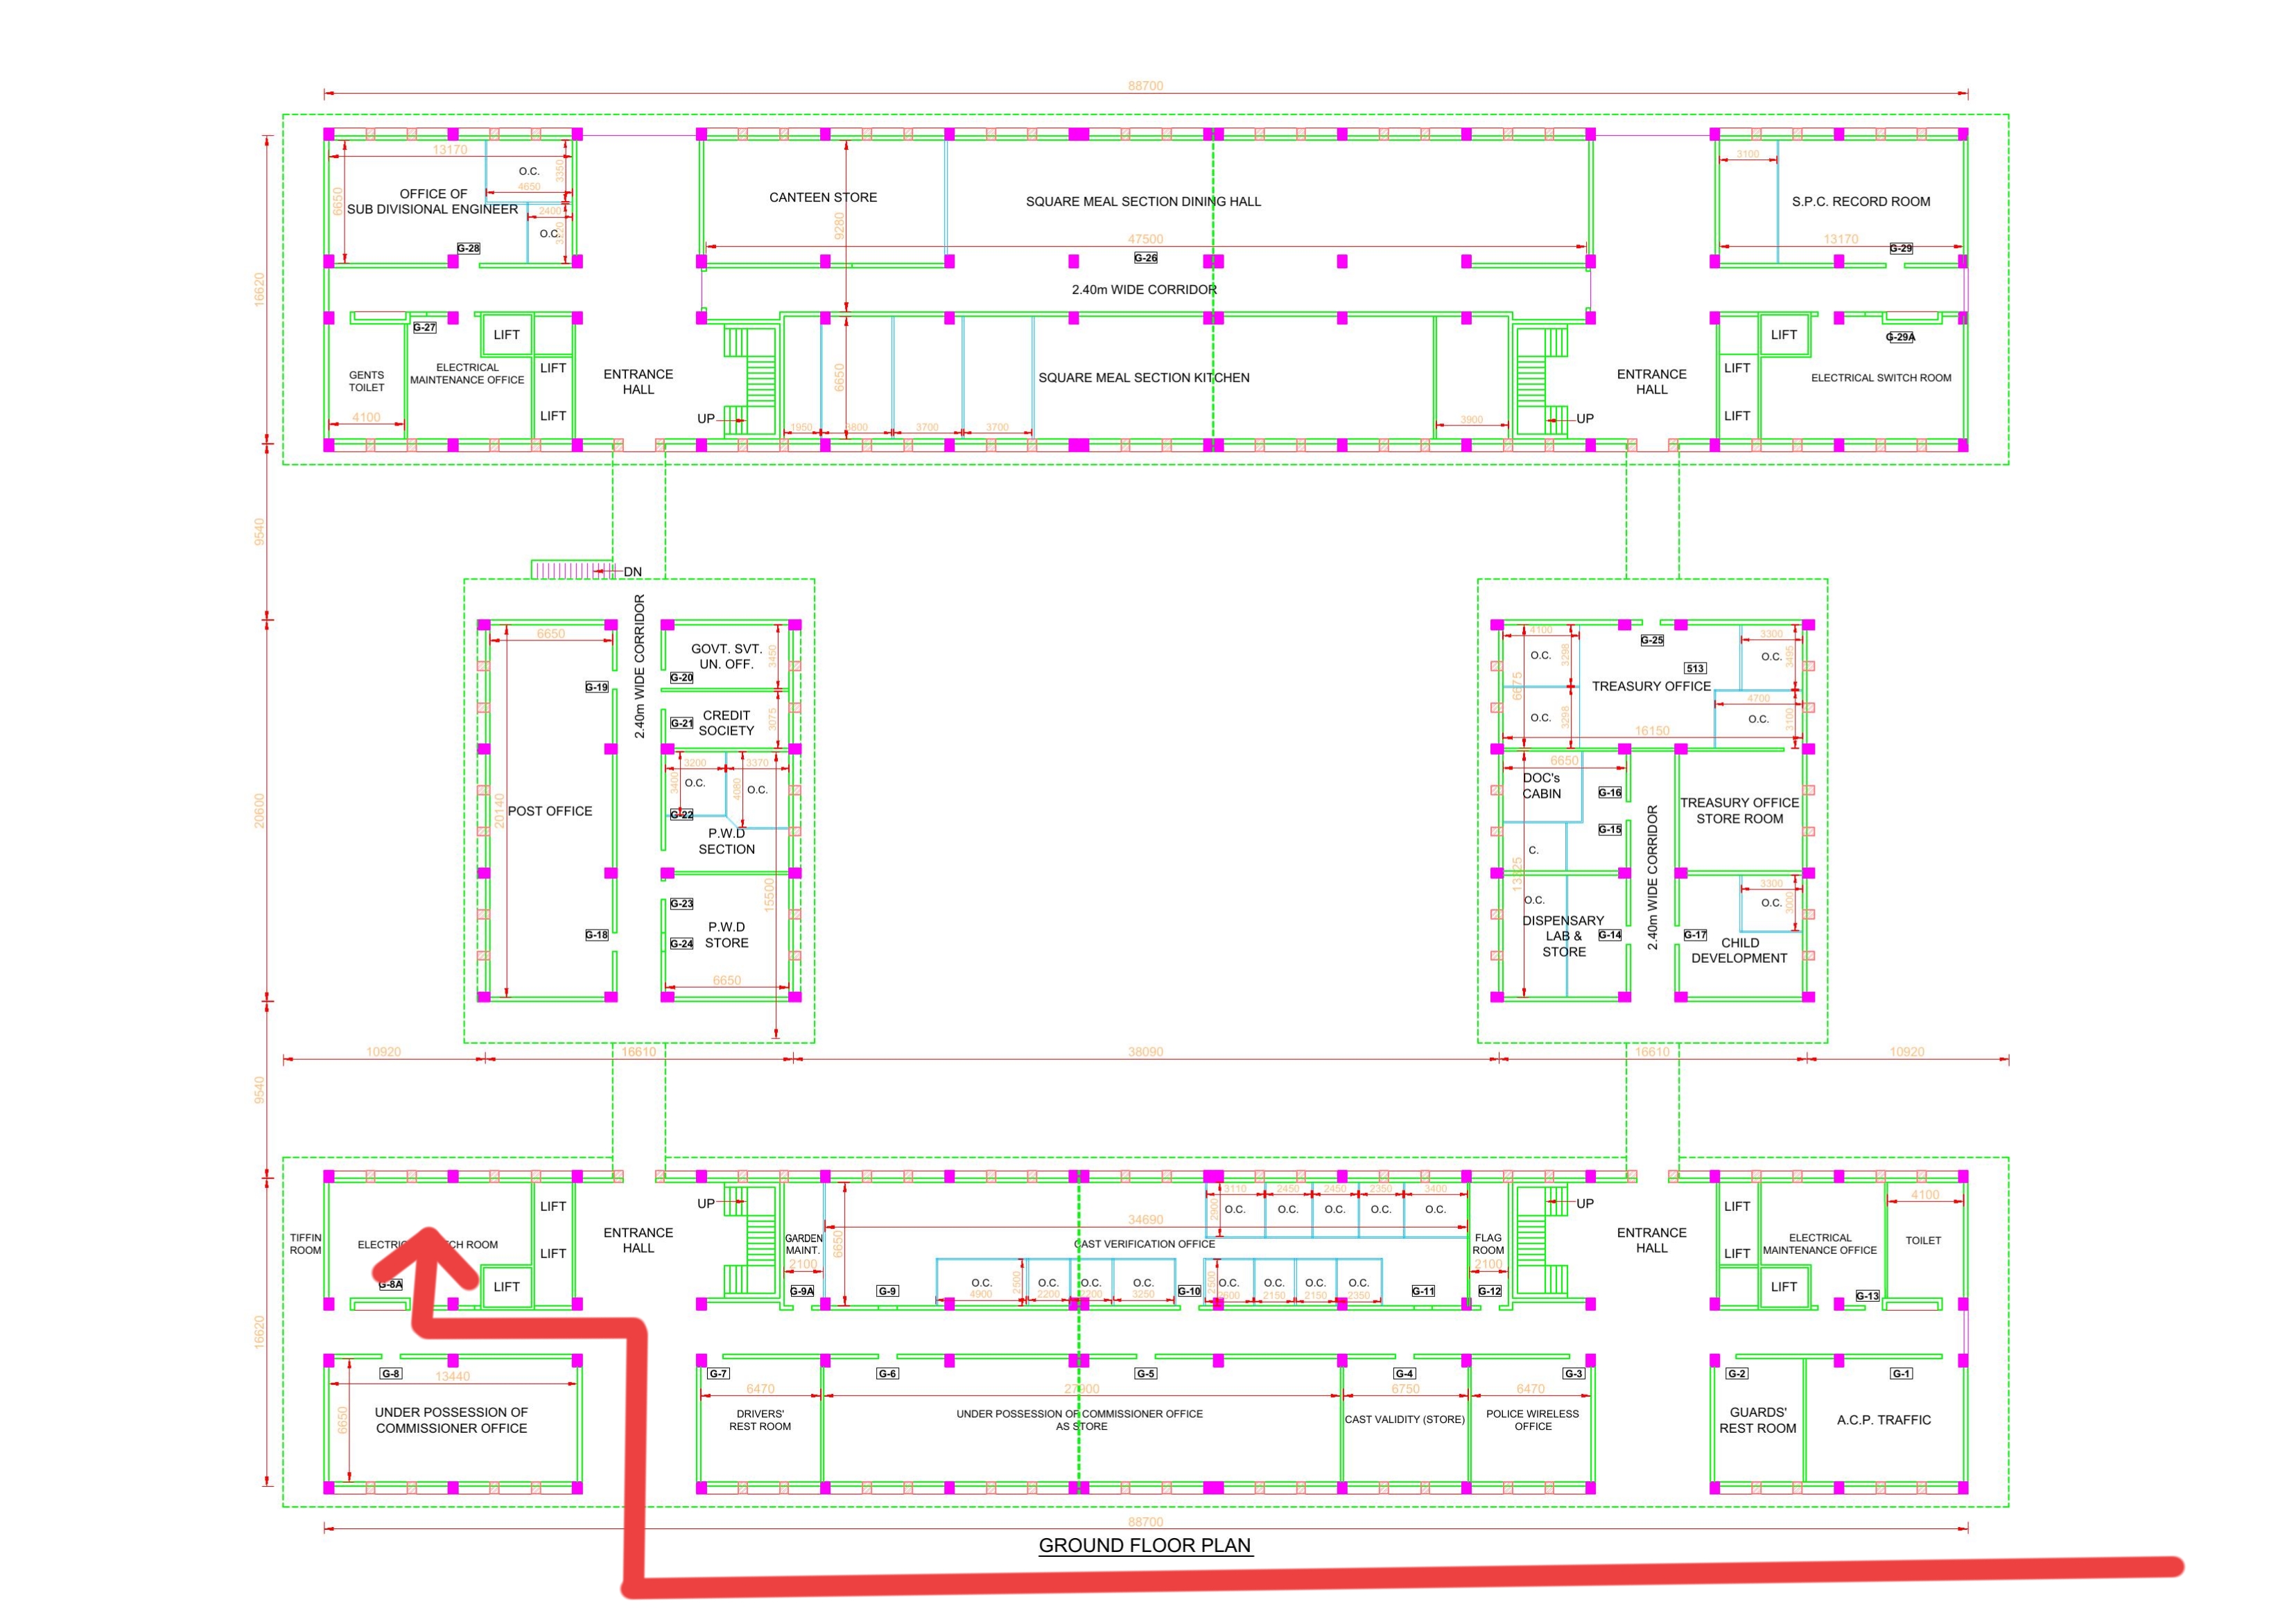 88700
13170
O.C.
3350
4650
OFFICE OF
SUB DIVISIONAL ENGINEER
6650
2400
O.C.
G-28
CANTEEN STORE
9280
SQUARE MEAL SECTION DINING HALL
47500
G-26
2.40m WIDE CORRIDOR
3100
S.P.C. RECORD ROOM
13170
G-29
16620
G-27
LIFT
GENTS
TOILET
ELECTRICAL
MAINTENANCE OFFICE
LIFT
LIFT
4100
ENTRANCE
HALL
UP
6650
SQUARE MEAL SECTION KITCHEN
1950
3800
3700
3700
3900
UP
ENTRANCE
HALL
LIFT
LIFT
LIFT
G-29A
ELECTRICAL SWITCH ROOM
9540
DN
20600
6650
G-19
POST OFFICE
20140
G-18
2.40m WIDE CORRIDOR
GOVT. SVT.
UN. OFF.
3450
G-20
G-21
CREDIT
SOCIETY
3075
3200
3370
3400
O.C.
4080
O.C.
G-22
P.W.D
SECTION
15500
G-23
P.W.D
STORE
G-24
6650
4100
O.C.
3298
6675
O.C.
3298
G-25
513
TREASURY OFFICE
3300
O.C.
3495
4700
O.C.
3100
16150
6650
DOC's
CABIN
G-16
G-15
C.
O.C.
DISPENSARY
LAB &
STORE
G-14
2.40m WIDE CORRIDOR
TREASURY OFFICE
STORE ROOM
3300
O.C.
3000
G-17
CHILD
DEVELOPMENT
10920
16610
38090
16610
10920
9540
16620
TIFFIN
ROOM
CH ROOM
G-8A
LIFT
LIFT
LIFT
ENTRANCE
HALL
UP
GARDEN
MAINT.
2100
G-9A
6650
34690
CAST VERIFICATION OFFICE
G-9
O.C.
4900
2500
O.C.
2200
O.C.
2200
O.C.
3250
G-10
3110
2450
2450
2350
3400
2900
O.C.
O.C.
O.C.
O.C.
O.C.
2500
O.C.
O.C.
2150
O.C.
2150
O.C.
2350
G-11
FLAG
ROOM
2100
G-12
UP
ENTRANCE
HALL
LIFT
LIFT
LIFT
ELECTRICAL
MAINTENANCE OFFICE
G-13
4100
TOILET
G-8
13440
6650
UNDER POSSESSION OF
COMMISSIONER OFFICE
G-7
6470
DRIVERS'
REST ROOM
G-6
G-5
27900
UNDER POSSESSION OF COMMISSIONER OFFICE
AS STORE
G-4
6750
CAST VALIDITY (STORE)
G-3
6470
POLICE WIRELESS
OFFICE
G-2
GUARDS'
REST ROOM
G-1
A.C.P. TRAFFIC
88700
GROUND FLOOR PLAN